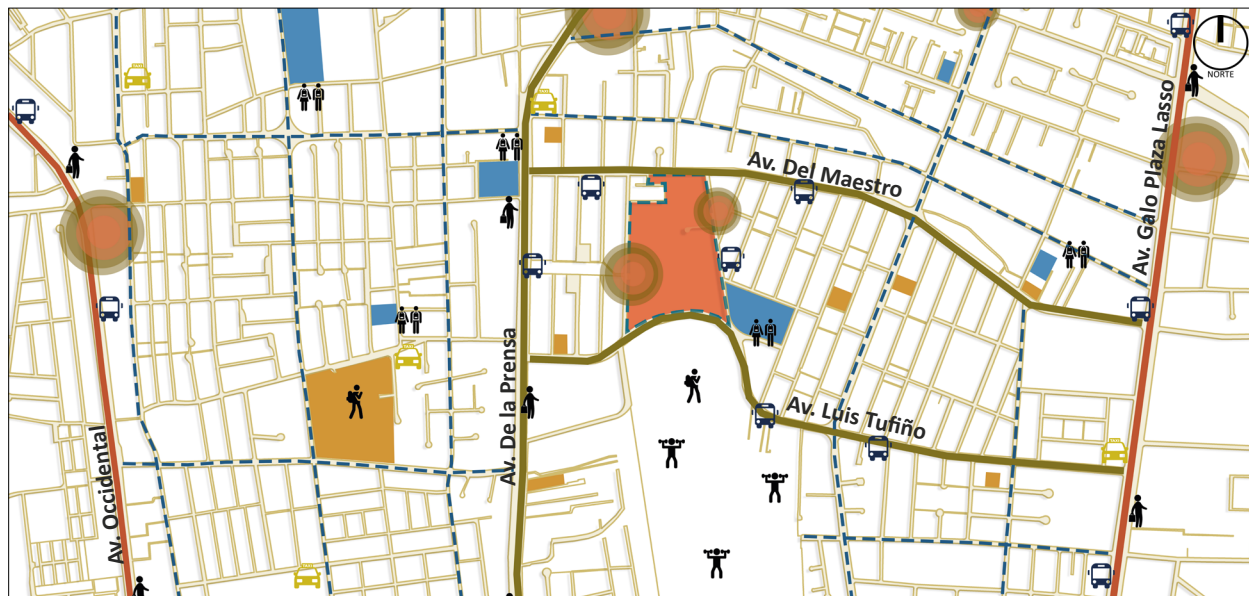 NORTE
Av. Del Maestro
Av. Galo Plaza Lasso
Av. De la Prensa
Av. Luis Tufiño
Av. Occidental